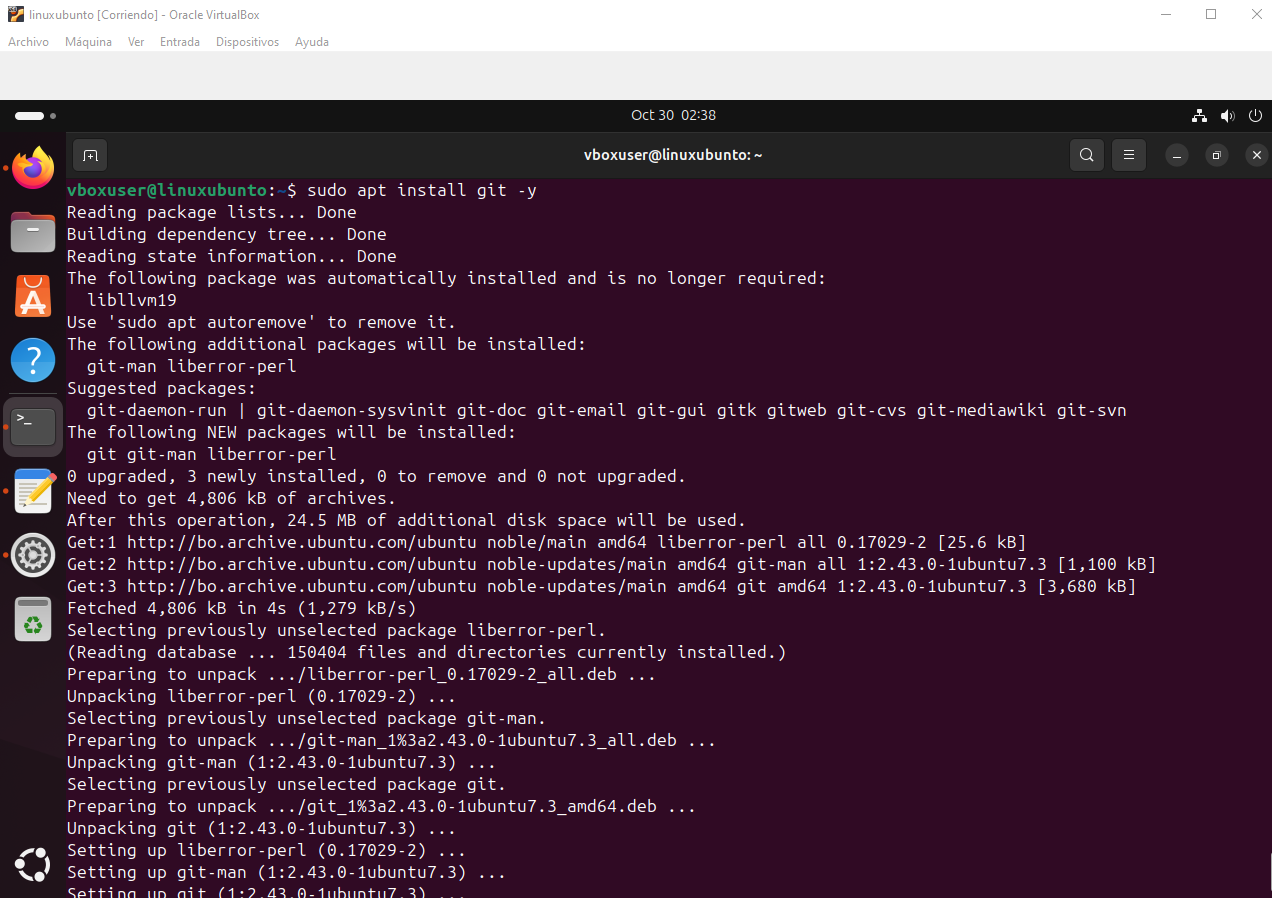 linuxubunto [Corriendo] - Oracle VirtualBox
Archivo Máquina Ver Entrada Dispositivos Ayuda
Oct 30 02:38
vboxuser@linuxubunto: ~
vboxuser@linuxubunto:~$ sudo apt install git -y
Reading package lists... Done
Building dependency tree... Done
Reading state information... Done
The following package was automatically installed and is no longer required:
  libllvm19
Use 'sudo apt autoremove' to remove it.
The following additional packages will be installed:
  git-man liberror-perl
Suggested packages:
  git-daemon-run | git-daemon-sysvinit git-doc git-email git-gui gitk gitweb git-cvs git-mediawiki git-svn
The following NEW packages will be installed:
  git git-man liberror-perl
0 upgraded, 3 newly installed, 0 to remove and 0 not upgraded.
Need to get 4,806 kB of archives.
After this operation, 24.5 MB of additional disk space will be used.
Get:1 http://bo.archive.ubuntu.com/ubuntu noble/main amd64 liberror-perl all 0.17029-2 [25.6 kB]
Get:2 http://bo.archive.ubuntu.com/ubuntu noble-updates/main amd64 git-man all 1:2.43.0-1ubuntu7.3 [1,100 kB]
Get:3 http://bo.archive.ubuntu.com/ubuntu noble-updates/main amd64 git amd64 1:2.43.0-1ubuntu7.3 [3,680 kB]
Fetched 4,806 kB in 4s (1,279 kB/s)
Selecting previously unselected package liberror-perl.
(Reading database ... 150404 files and directories currently installed.)
Preparing to unpack .../liberror-perl_0.17029-2_all.deb ...
Unpacking liberror-perl (0.17029-2) ...
Selecting previously unselected package git-man.
Preparing to unpack .../git-man_1%3a2.43.0-1ubuntu7.3_all.deb ...
Unpacking git-man (1:2.43.0-1ubuntu7.3) ...
Selecting previously unselected package git.
Preparing to unpack .../git_1%3a2.43.0-1ubuntu7.3_amd64.deb ...
Unpacking git (1:2.43.0-1ubuntu7.3) ...
Setting up liberror-perl (0.17029-2) ...
Setting up git-man (1:2.43.0-1ubuntu7.3) ...
Setting up git (1:2.43.0-1ubuntu7.3) ...